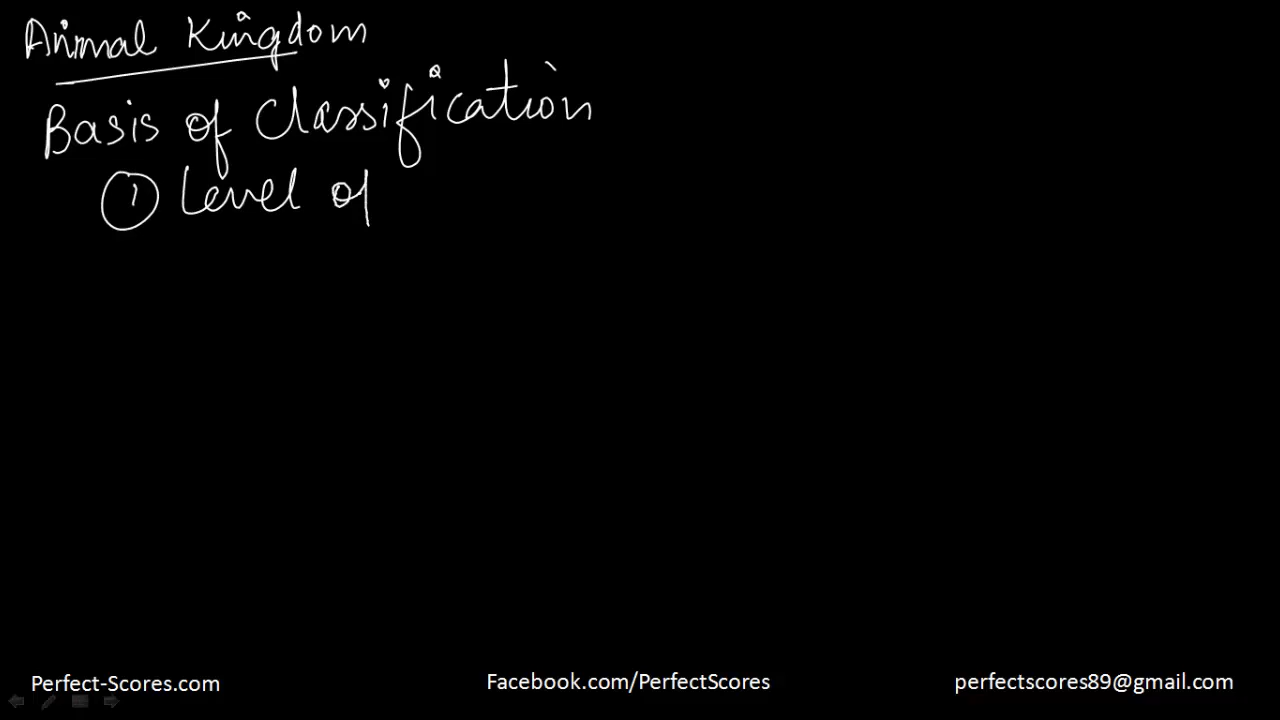 Animal Kingdom
Basis of Classification
① Level of
Perfect-Scores.com
Facebook.com/PerfectScores
perfectscores89@gmail.com